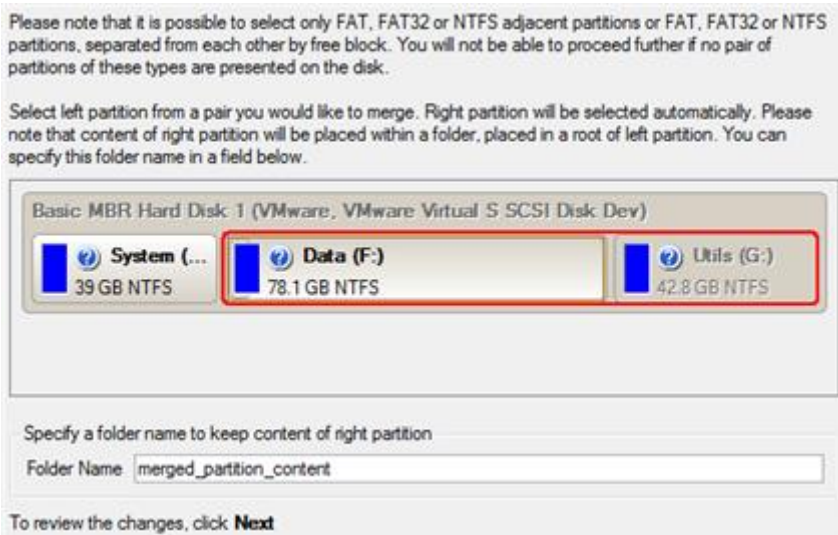 Please note that it is possible to select only FAT, FAT32 or NTFS adjacent partitions or FAT, FAT32 or NTFS
partitions, separated from each other by free block. You will not be able to proceed further if no pair of
partitions of these types are presented on the disk.
Select left partition from a pair you would like to merge. Right partition will be selected automatically. Please
note that content of right partition will be placed within a folder, placed in a root of left partition. You can
specify this folder name in a field below.
Basic MBR Hard Disk 1 (VMware, VMware Virtual S SCSI Disk Dev)
System (...
39 GB NTFS
Data (F:)
78.1 GB NTFS
Utils (G:)
42.8 GB NTFS
Specify a folder name to keep content of right partition
Folder Name merged_partition_content
To review the changes, click Next